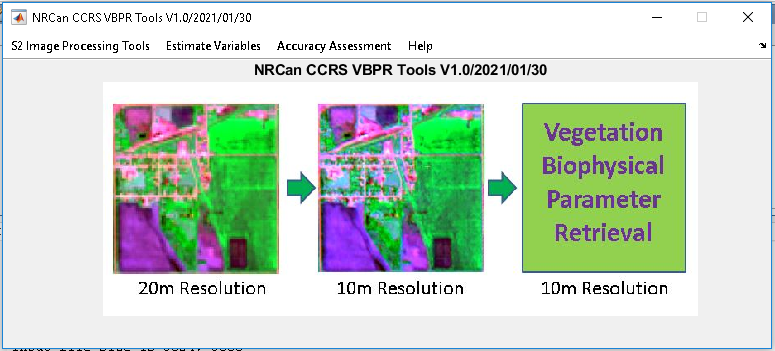 NRCan CCRS VBPR Tools V1.0/2021/01/30
S2 Image Processing Tools Estimate Variables Accuracy Assessment Help
NRCan CCRS VBPR Tools V1.0/2021/01/30
Vegetation
Biophysical
Parameter
Retrieval
20m Resolution 10m Resolution 10m Resolution